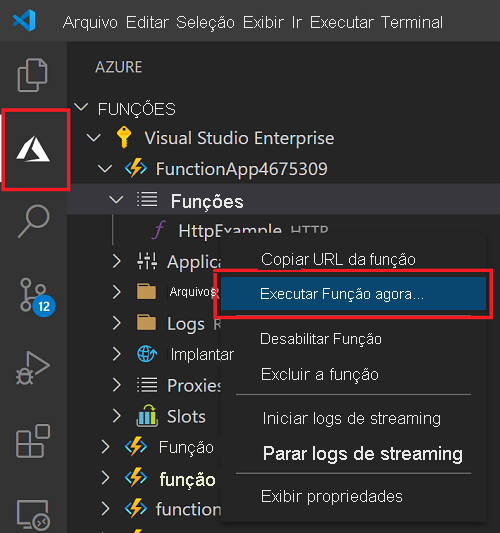 Arquivo Editar Seleção Exibir Ir Executar Terminal
AZURE
FUNÇÕES
Visual Studio Enterprise
FunctionApp4675309
Funções
HttpExample HTTP
Copiar URL da função
Applica
Executar Função agora...
Arquivos
Logs R
Desabilitar Função
Implantar
Excluir a função
Proxies
Slots
Iniciar logs de streaming
Função
Parar logs de streaming
função
Exibir propriedades
function
12